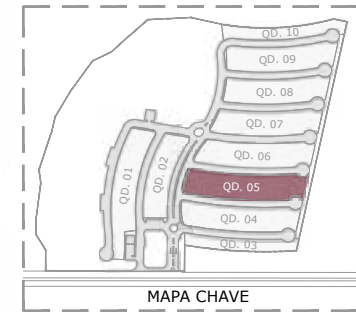 QD. 10
QD. 09
QD. 08
QD. 07
QD. 06
QD. 05
QD. 04
QD. 03
QD. 02
QD. 01
MAPA CHAVE